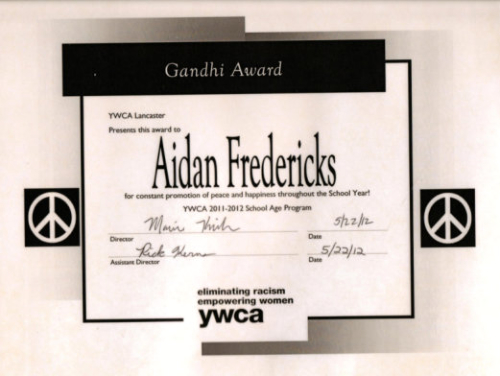 Gandhi Award
YWCA Lancaster
Presents this award to
Aidan Fredericks
for constant promotion of peace and happiness throughout the School Year!
YWCA 2011-2012 School Age Program
5/22/12
Director
Date
Rick
5/22/12
Assistant Director
Date
eliminating racism
empowering women
ywca